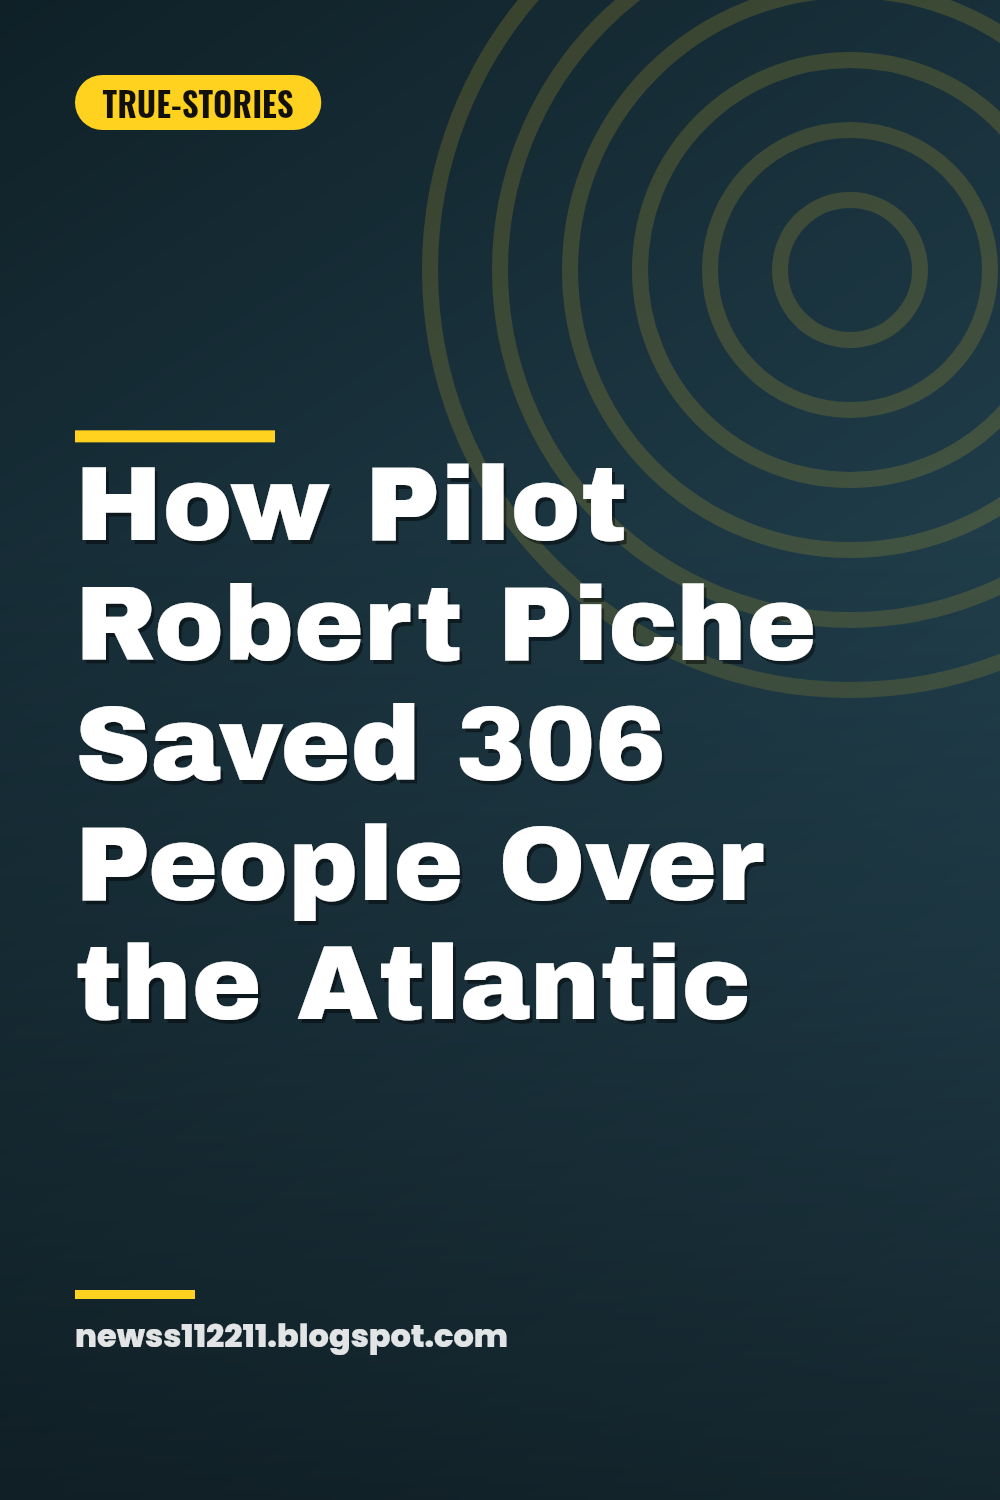 TRUE-STORIES
How Pilot
Robert Piche
Saved 306
People Over
the Atlantic
newss112211.blogspot.com